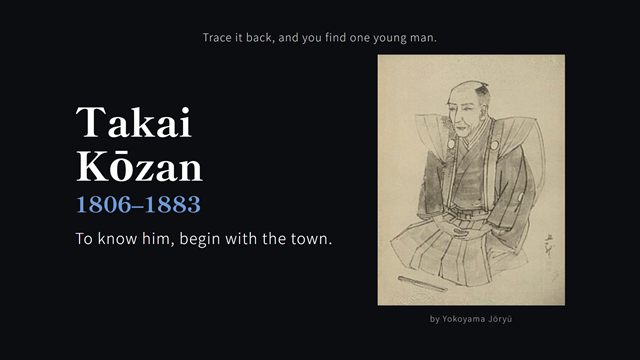 Trace it back, and you find one young man.
Takai
Kōzan
1806–1883
To know him, begin with the town.
by Yokoyama Jōryū